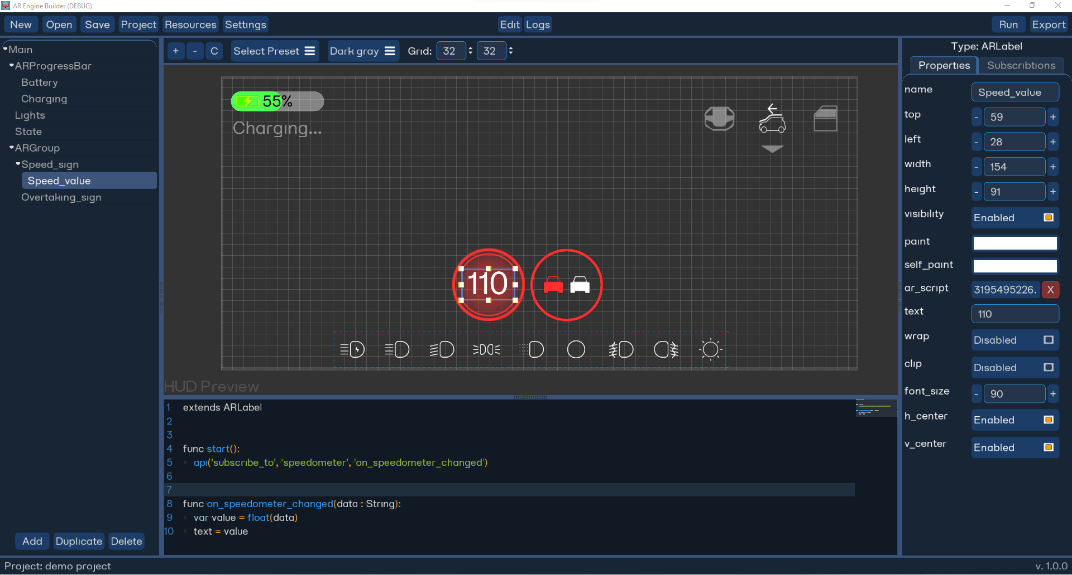 AR Engine Builder (DEBUG)
New Open Save Project Resources Settings Edit Logs Run Export
Main
ARProgressBar
Battery
Charging
Lights
State
ARGroup
Speed_sign
Speed_value
Overtaking_sign
Add Duplicate Delete
+ - C Select Preset Dark gray Grid: 32 32
55%
Charging...
110
HUD Preview
1 extends ARLabel
2
3
4 func start():
5 api('subscribe_to', 'speedometer', 'on_speedometer_changed')
6
7
8 func on_speedometer_changed(data : String):
9 var value = float(data)
10 text = value
Type: ARLabel
Properties Subscribtions
name Speed_value
top - 59 +
left - 28 +
width - 154 +
height - 91 +
visibility Enabled
paint
self_paint
ar_script 3195495226. X
text 110
wrap Disabled
clip Disabled
font_size - 90 +
h_center Enabled
v_center Enabled
Project: demo project v. 1.0.0